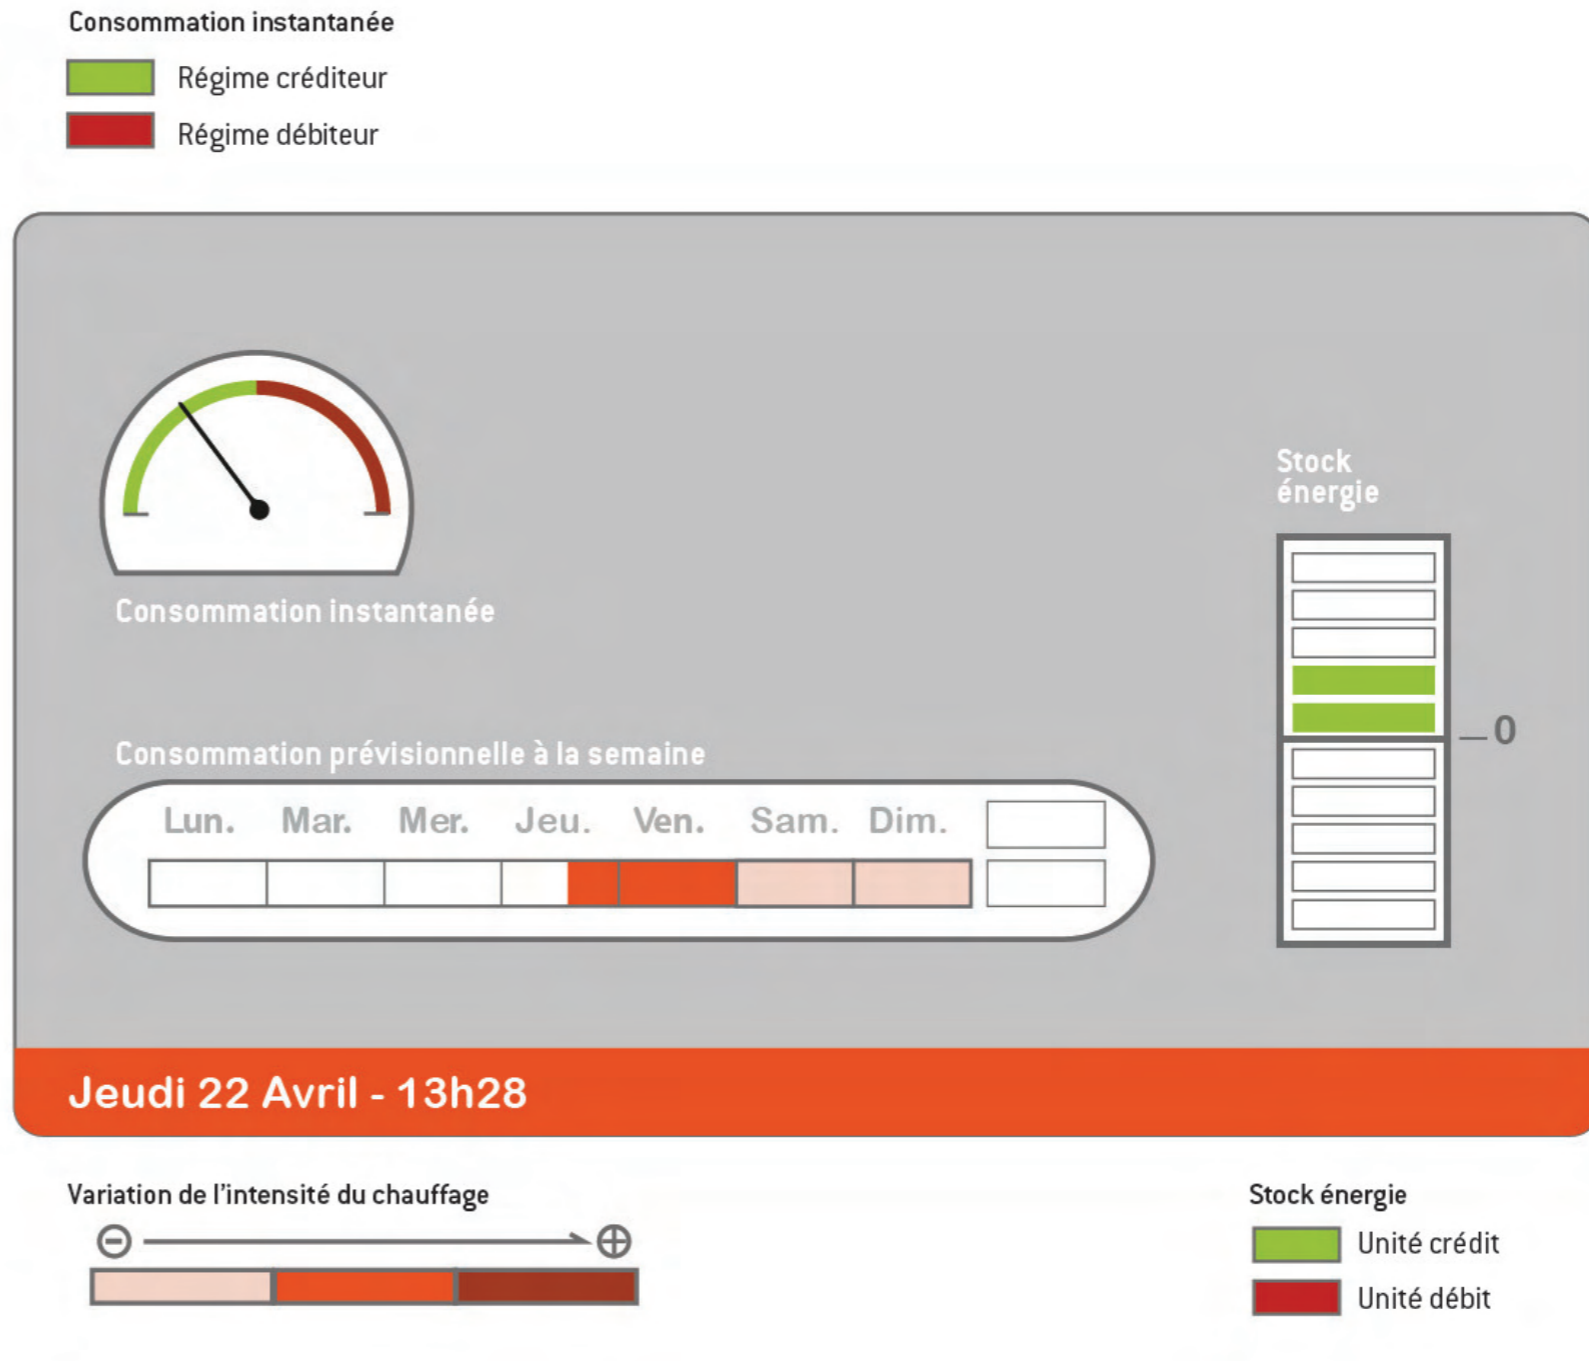 Consommation instantanée
Régime créditeur
Régime débiteur
Stock
énergie
Consommation instantanée
0
Consommation prévisionnelle à la semaine
Lun. Mar. Mer. Jeu. Ven. Sam. Dim.
Jeudi 22 Avril - 13h28
Variation de l'intensité du chauffage
Stock énergie
Unité crédit
Unité débit